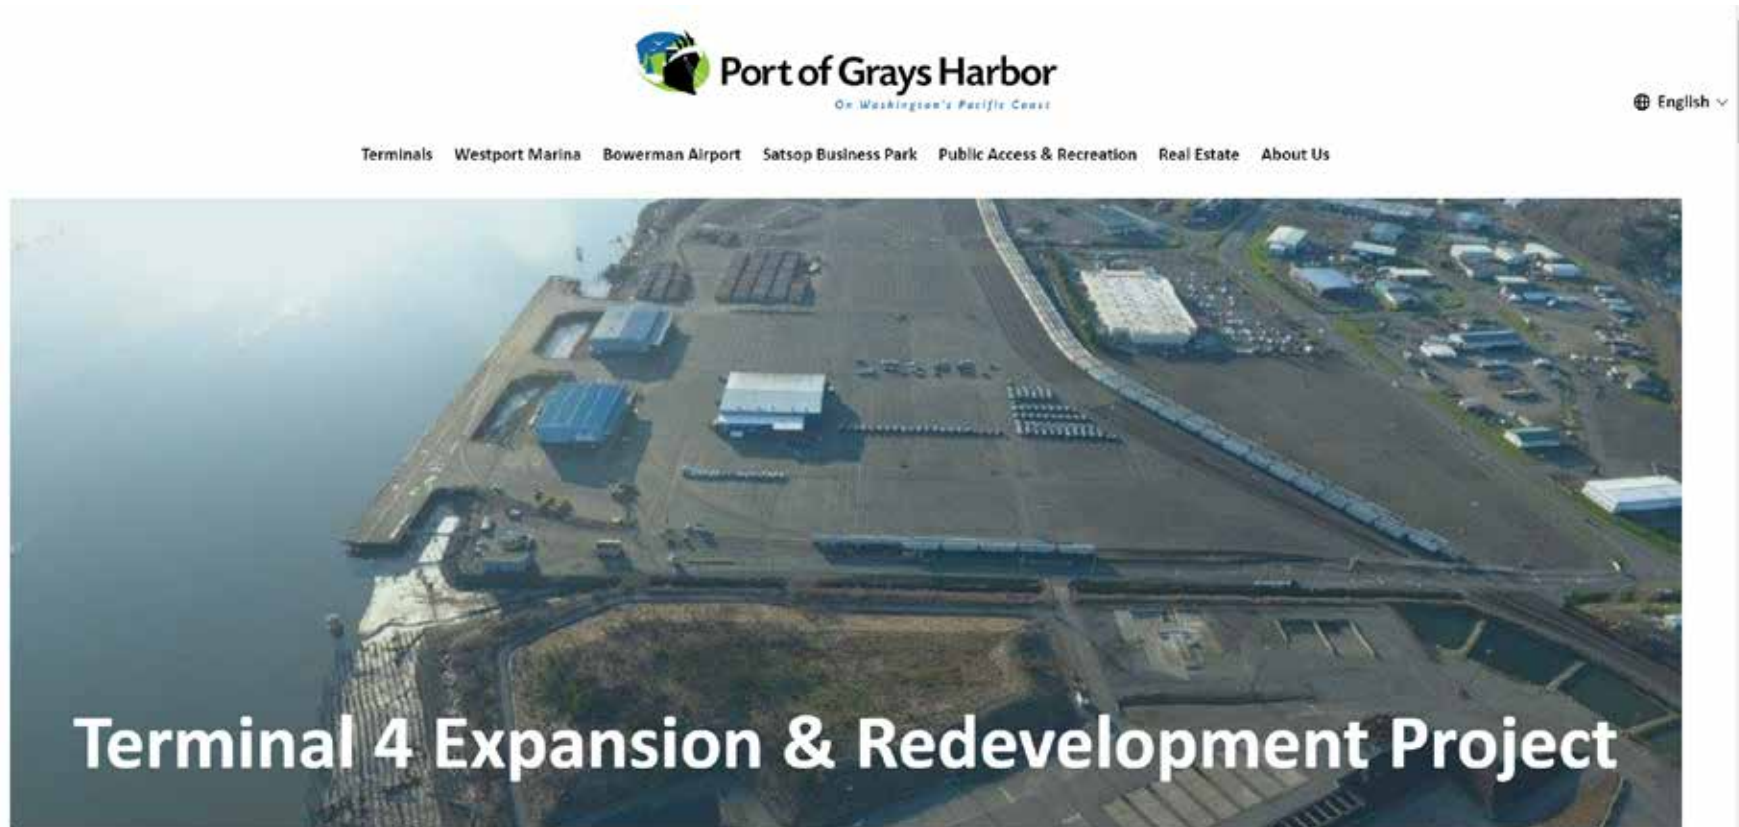 Port of Grays Harbor
On Washington's Pacific Coast
English
Terminals Westport Marina Bowerman Airport Satsop Business Park Public Access & Recreation Real Estate About Us
Terminal 4 Expansion & Redevelopment Project